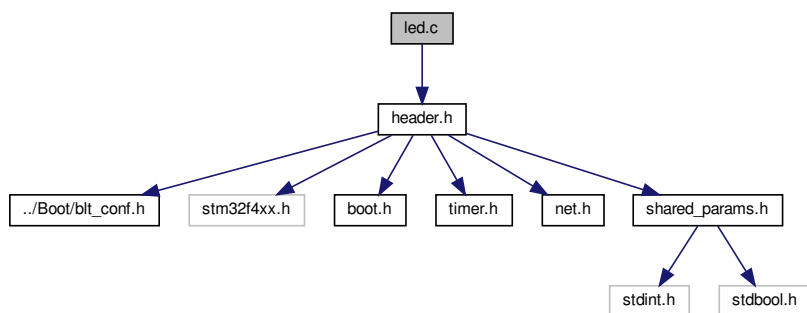 led.c
header.h
../Boot/blt_conf.h
stm32f4xx.h
boot.h
timer.h
net.h
shared_params.h
stdint.h
stdbool.h